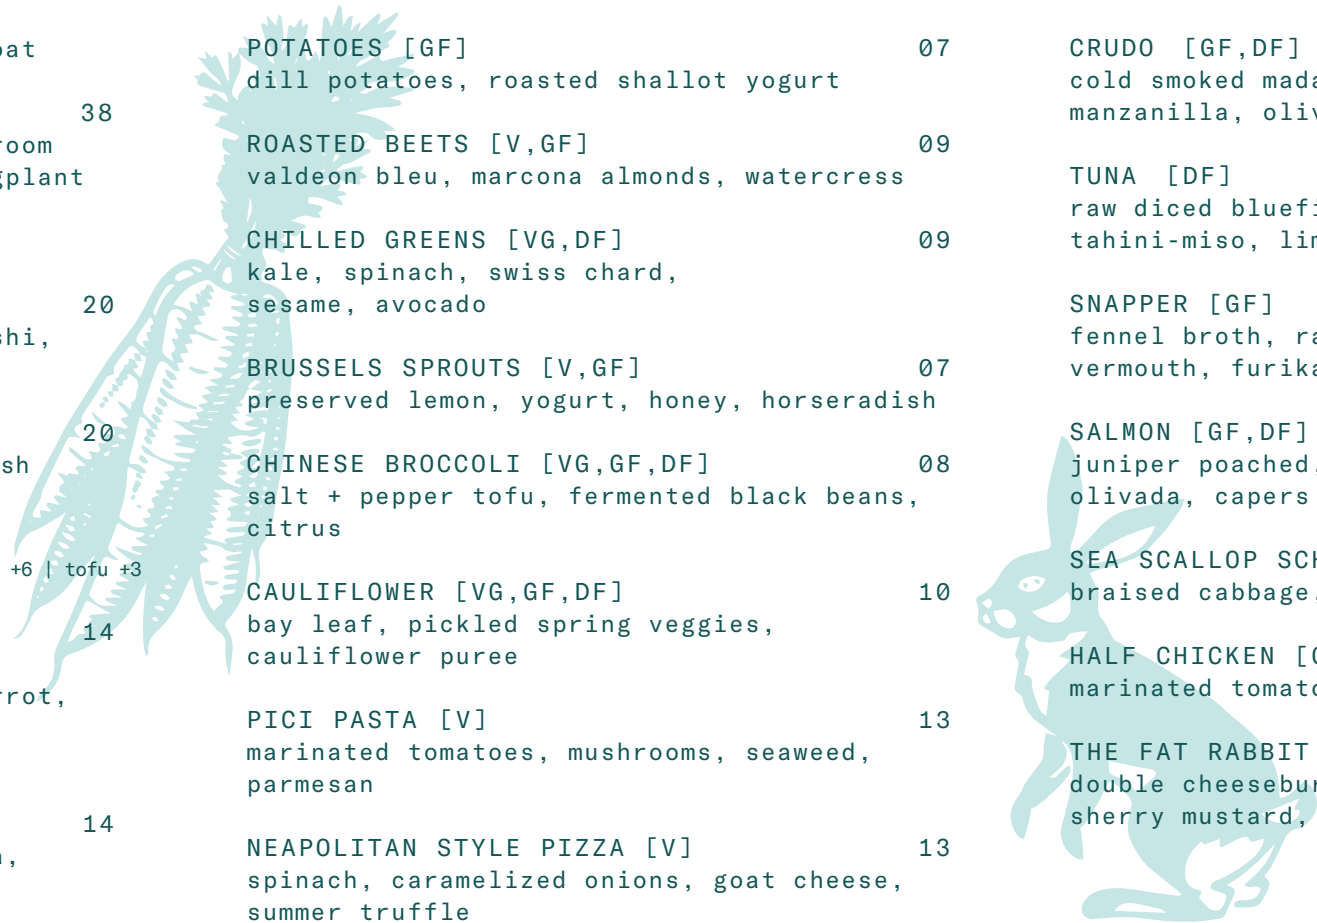 38
20
20
+6 | tofu +3
14
14
POTATOES [GF] 07
dill potatoes, roasted shallot yogurt
ROASTED BEETS [V,GF] 09
valdeon bleu, marcona almonds, watercress
CHILLED GREENS [VG,DF] 09
kale, spinach, swiss chard,
sesame, avocado
BRUSSELS SPROUTS [V,GF] 07
preserved lemon, yogurt, honey, horseradish
CHINESE BROCCOLI [VG,GF,DF] 08
salt + pepper tofu, fermented black beans,
citrus
CAULIFLOWER [VG,GF,DF] 10
bay leaf, pickled spring veggies,
cauliflower puree
PICI PASTA [V] 13
marinated tomatoes, mushrooms, seaweed,
parmesan
NEAPOLITAN STYLE PIZZA [V] 13
spinach, caramelized onions, goat cheese,
summer truffle
CRUDO [GF,DF]
cold smoked
manzanilla,
TUNA [DF]
raw diced
tahini-miso,
SNAPPER [GF]
fennel broth,
vermouth,
SALMON [GF,DF]
juniper poached,
olivada, capers
SEA SCALLOP
braised cabbage,
HALF CHICKEN
marinated
THE FAT RABBIT
double
sherry mustard,